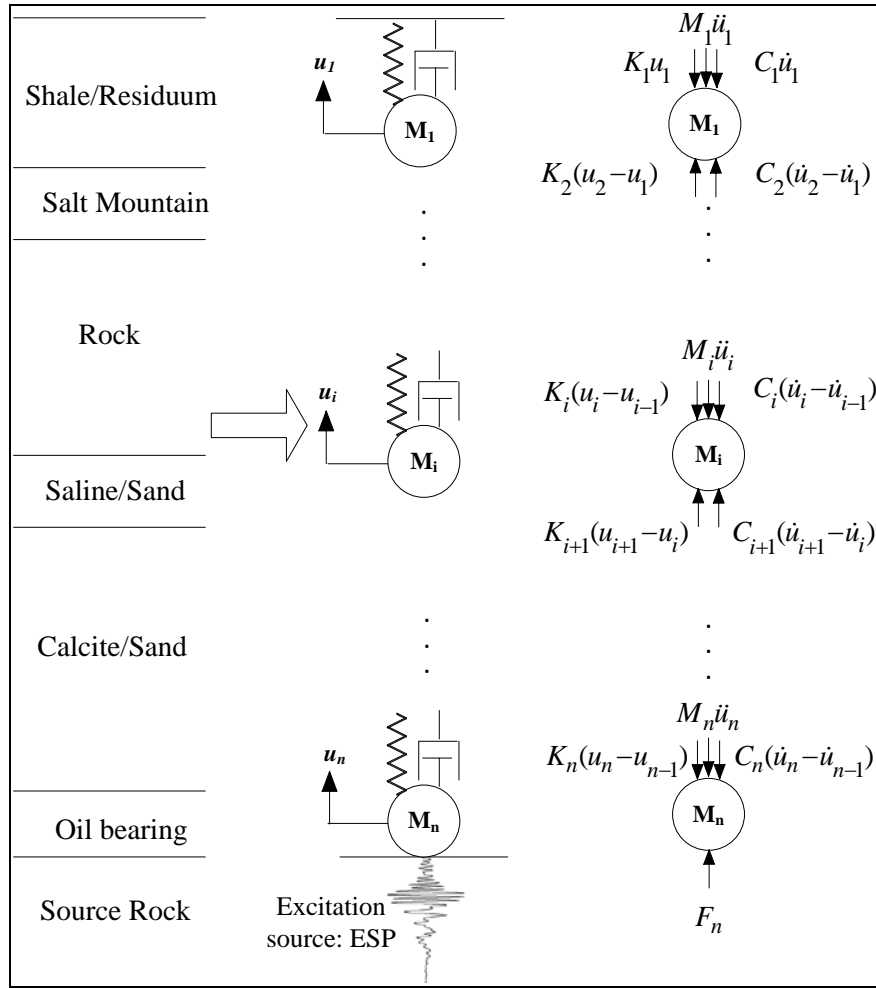 Shale/Residuum
Salt Mountain
Rock
Saline/Sand
Calcite/Sand
Oil bearing
Source Rock
u₁
M₁
. . .
uᵢ
Mᵢ
. . .
uₙ
Mₙ
Excitation
source: ESP
M₁ü₁
K₁u₁ C₁u̇₁
M₁
K₂(u₂−u₁) C₂(u̇₂−u̇₁)
. . .
Mᵢüᵢ
Kᵢ(uᵢ−uᵢ₋₁) Cᵢ(u̇ᵢ−u̇ᵢ₋₁)
Mᵢ
Kᵢ₊₁(uᵢ₊₁−uᵢ) Cᵢ₊₁(u̇ᵢ₊₁−u̇ᵢ)
. . .
Mₙüₙ
Kₙ(uₙ−uₙ₋₁) Cₙ(u̇ₙ−u̇ₙ₋₁)
Mₙ
Fₙ